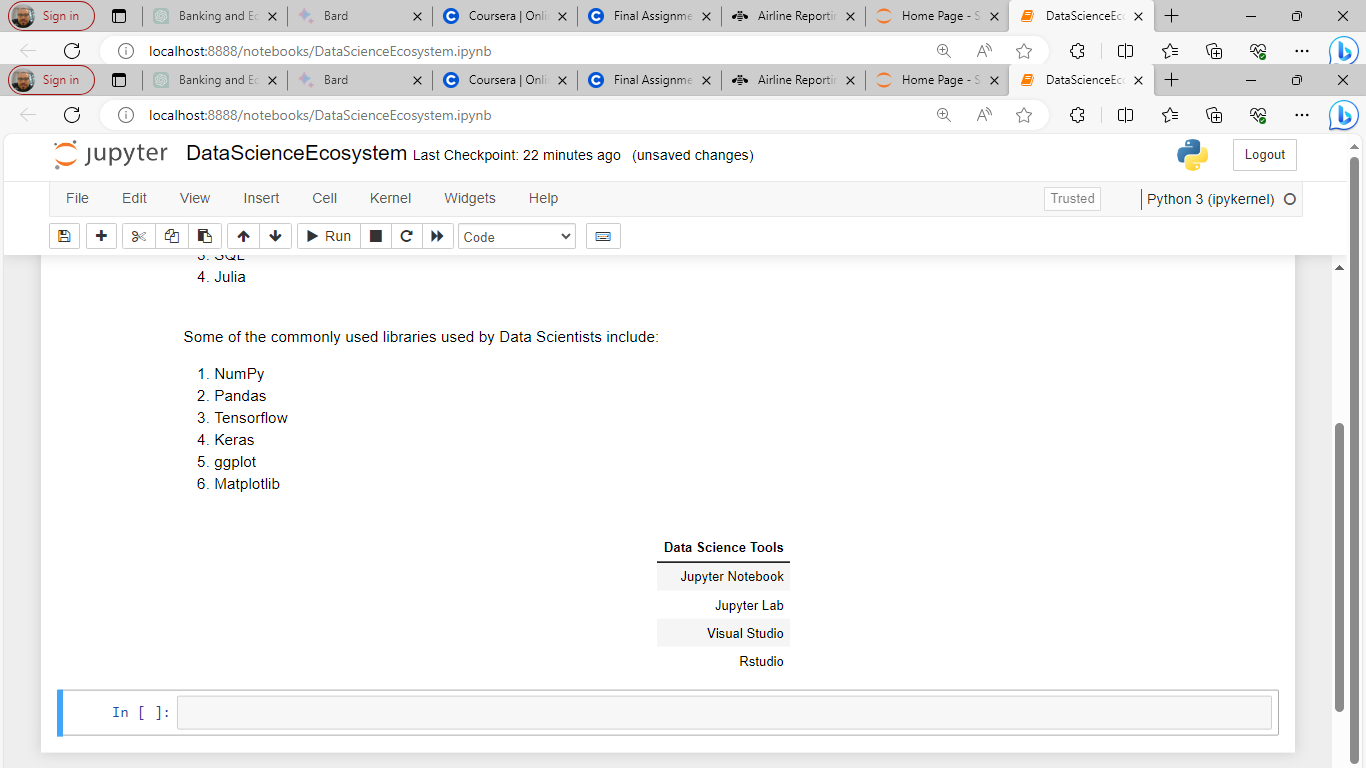 Sign in
Banking and Ec
Bard
Coursera | Onli
Final Assignme
Airline Reportin
Home Page - S
DataScienceEc
localhost:8888/notebooks/DataScienceEcosystem.ipynb
Sign in
Banking and Ec
Bard
Coursera | Onli
Final Assignme
Airline Reportin
Home Page - S
DataScienceEc
localhost:8888/notebooks/DataScienceEcosystem.ipynb
jupyter DataScienceEcosystem Last Checkpoint: 22 minutes ago (unsaved changes)
Logout
File Edit View Insert Cell Kernel Widgets Help
Trusted
Python 3 (ipykernel)
Run
Code
3. SQL
4. Julia
Some of the commonly used libraries used by Data Scientists include:
1. NumPy
2. Pandas
3. Tensorflow
4. Keras
5. ggplot
6. Matplotlib
Data Science Tools
Jupyter Notebook
Jupyter Lab
Visual Studio
Rstudio
In [ ]: